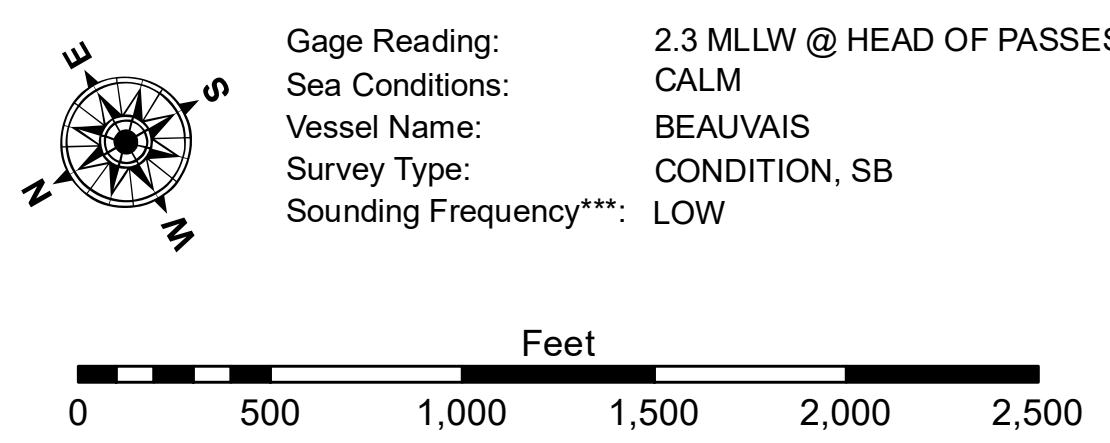 E
S
N
W
Gage Reading: 2.3 MLLW @ HEAD OF PASSES
Sea Conditions: CALM
Vessel Name: BEAUVAIS
Survey Type: CONDITION, SB
Sounding Frequency***: LOW
Feet
0 500 1,000 1,500 2,000 2,500